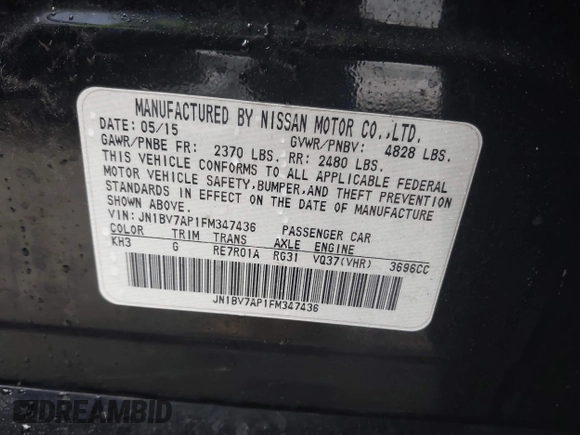 MANUFACTURED BY NISSAN MOTOR CO.,LTD.
DATE: 05/15 GVWR/PNBV: 4828 LBS.
GAWR/PNBE FR: 2370 LBS. RR: 2480 LBS.
THIS VEHICLE CONFORMS TO ALL APPLICABLE FEDERAL
MOTOR VEHICLE SAFETY, BUMPER, AND THEFT PREVENTION
STANDARDS IN EFFECT ON THE DATE OF MANUFACTURE
SHOWN ABOVE.
VIN: JN1BV7AP1FM347436 PASSENGER CAR
COLOR TRIM TRANS AXLE ENGINE
KH3 G RE7R01A RG31 VQ37(VHR) 3696CC
JN1BV7AP1FM347436
DREAMBID